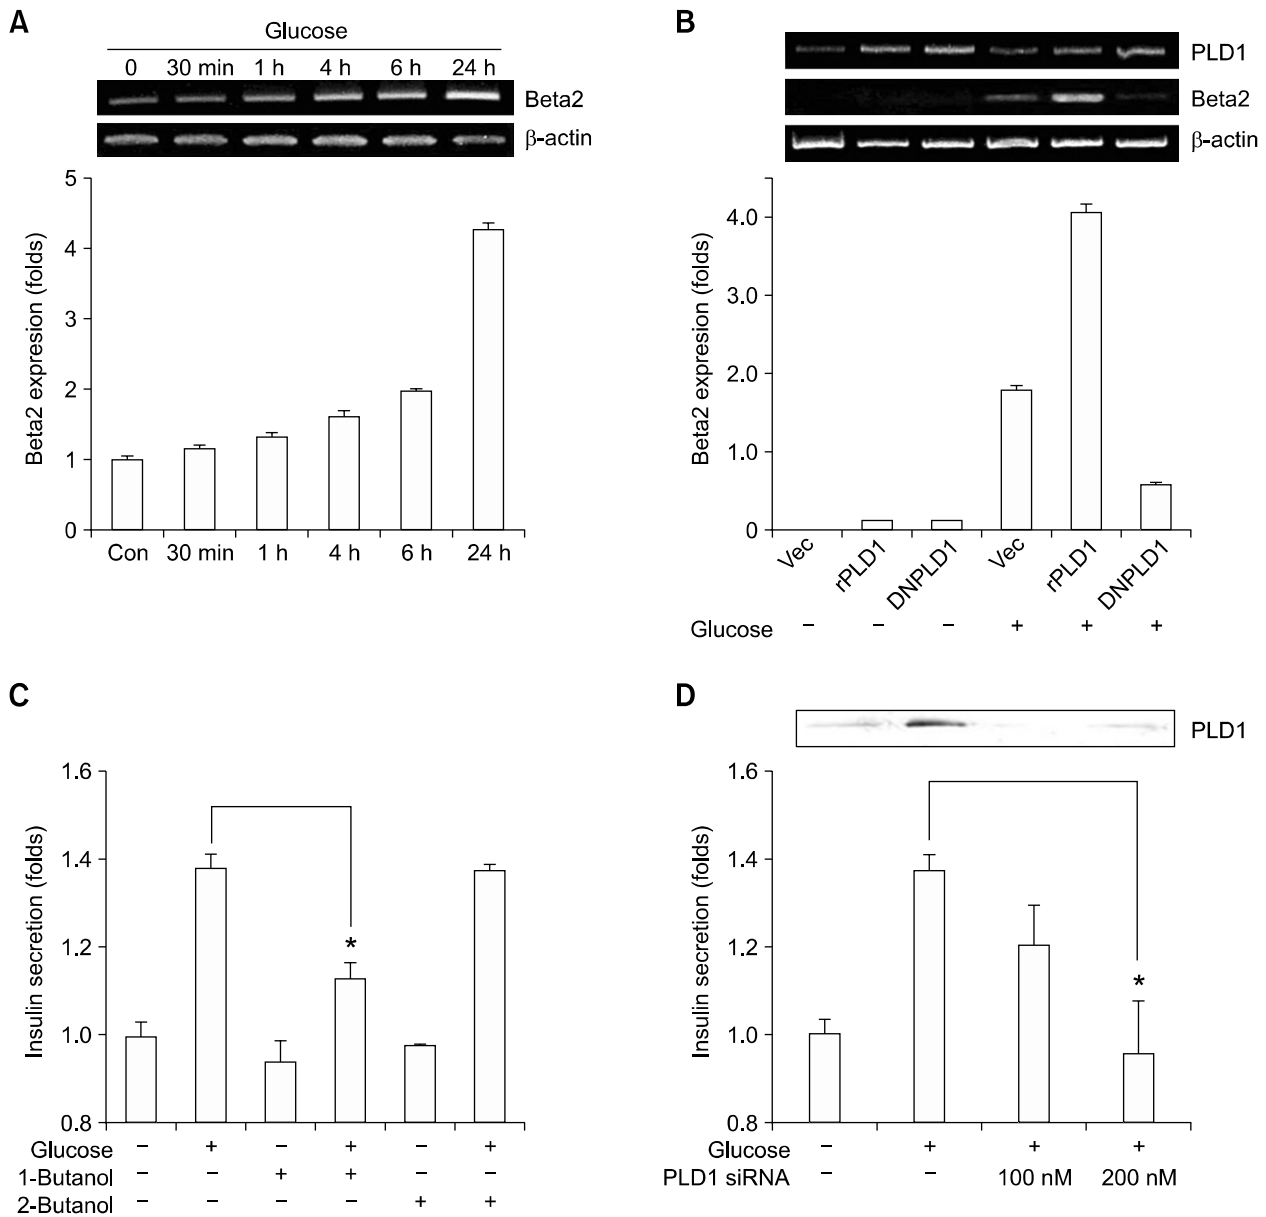 A
Glucose
0 30 min 1 h 4 h 6 h 24 h
Beta2
β-actin
5
4
3
2
1
0
Beta2 expresion (folds)
Con 30 min 1 h 4 h 6 h 24 h
B
PLD1
Beta2
β-actin
4.0
3.0
2.0
1.0
0
Beta2 expresion (folds)
Vec rPLD1 DNPLD1 Vec rPLD1 DNPLD1
Glucose − − − + + +
C
1.6
1.4
1.2
1.0
0.8
Insulin secretion (folds)
*
Glucose − + − + − +
1-Butanol − − + + − −
2-Butanol − − − − + +
D
PLD1
1.6
1.4
1.2
1.0
0.8
Insulin secretion (folds)
*
Glucose − + + +
PLD1 siRNA − − 100 nM 200 nM